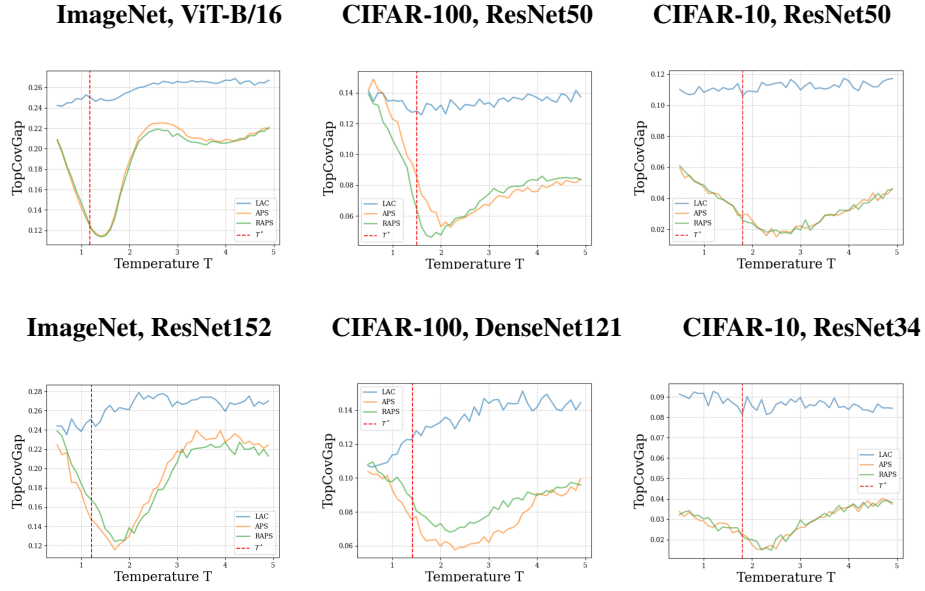 ImageNet, ViT-B/16
CIFAR-100, ResNet50
CIFAR-10, ResNet50
TopCovGap
0.26
0.24
0.22
0.20
0.18
0.16
0.14
0.12
LAC
APS
RAPS
T*
1 2 3 4 5
Temperature T
TopCovGap
0.14
0.12
0.10
0.08
0.06
LAC
APS
RAPS
T*
1 2 3 4 5
Temperature T
TopCovGap
0.12
0.10
0.08
0.06
0.04
0.02
LAC
APS
RAPS
T*
1 2 3 4 5
Temperature T
ImageNet, ResNet152
CIFAR-100, DenseNet121
CIFAR-10, ResNet34
TopCovGap
0.28
0.26
0.24
0.22
0.20
0.18
0.16
0.14
0.12
LAC
APS
RAPS
T*
1 2 3 4 5
Temperature T
TopCovGap
0.14
0.12
0.10
0.08
0.06
LAC
APS
RAPS
T*
1 2 3 4 5
Temperature T
TopCovGap
0.09
0.08
0.07
0.06
0.05
0.04
0.03
0.02
LAC
APS
RAPS
T*
1 2 3 4 5
Temperature T